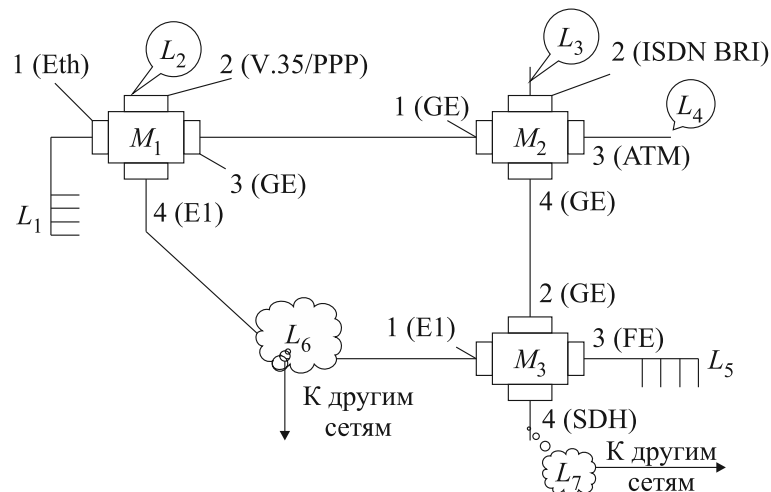 L2
L3
1 (Eth)
2 (V.35/PPP)
2 (ISDN BRI)
L4
1 (GE)
M1
M2
3 (GE)
3 (ATM)
L1
4 (E1)
4 (GE)
2 (GE)
L6
1 (E1)
3 (FE)
M3
L5
К другим
сетям
4 (SDH)
L7
К другим
сетям